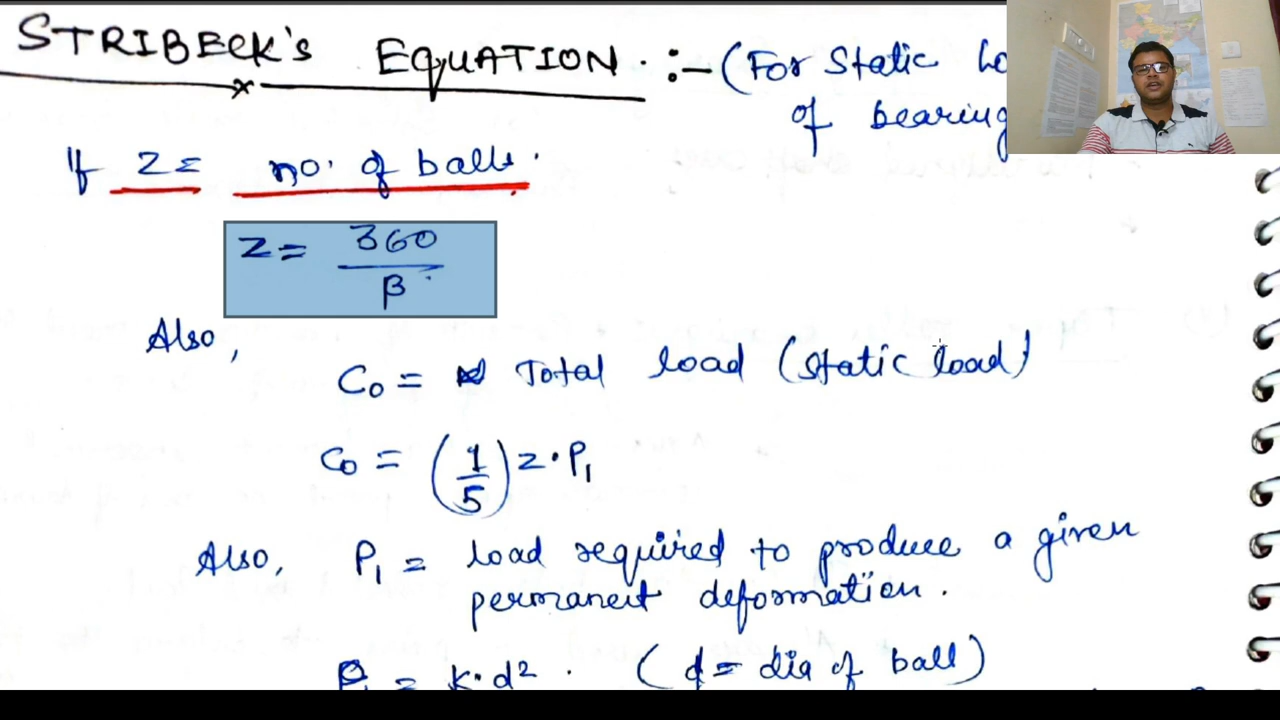 STRIBECK'S EQUATION. :- (For Static Lo
of bearing
If Z = no. of balls.
Z = 360/β
Also,
C₀ = Total load (static load)
C₀ = (1/5) z · P₁
Also, P₁ = load required to produce a given
permanent deformation.
P₁ = k·d². (d = dia of ball)